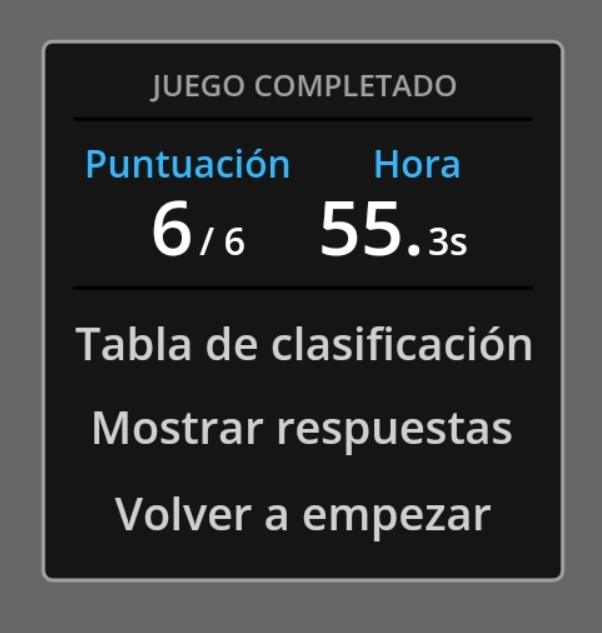 JUEGO COMPLETADO
Puntuación Hora
6 / 6 55.3s
Tabla de clasificación
Mostrar respuestas
Volver a empezar